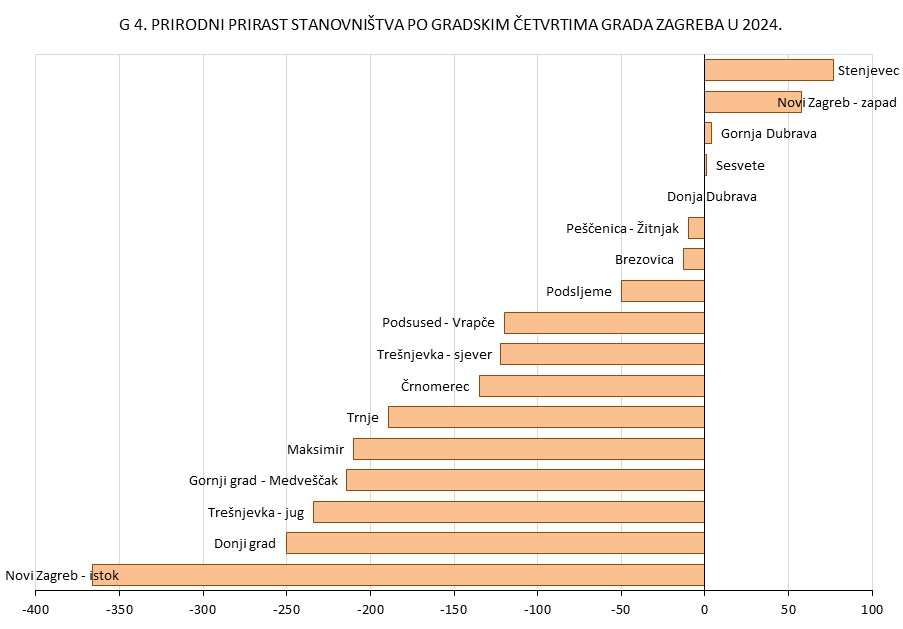 G 4. PRIRODNI PRIRAST STANOVNIŠTVA PO GRADSKIM ČETVRTIMA GRADA ZAGREBA U 2024.
Stenjevec
Novi Zagreb - zapad
Gornja Dubrava
Sesvete
Donja Dubrava
Peščenica - Žitnjak
Brezovica
Podsljeme
Podsused - Vrapče
Trešnjevka - sjever
Črnomerec
Trnje
Maksimir
Gornji grad - Medveščak
Trešnjevka - jug
Donji grad
Novi Zagreb - istok
-400 -350 -300 -250 -200 -150 -100 -50 0 50 100